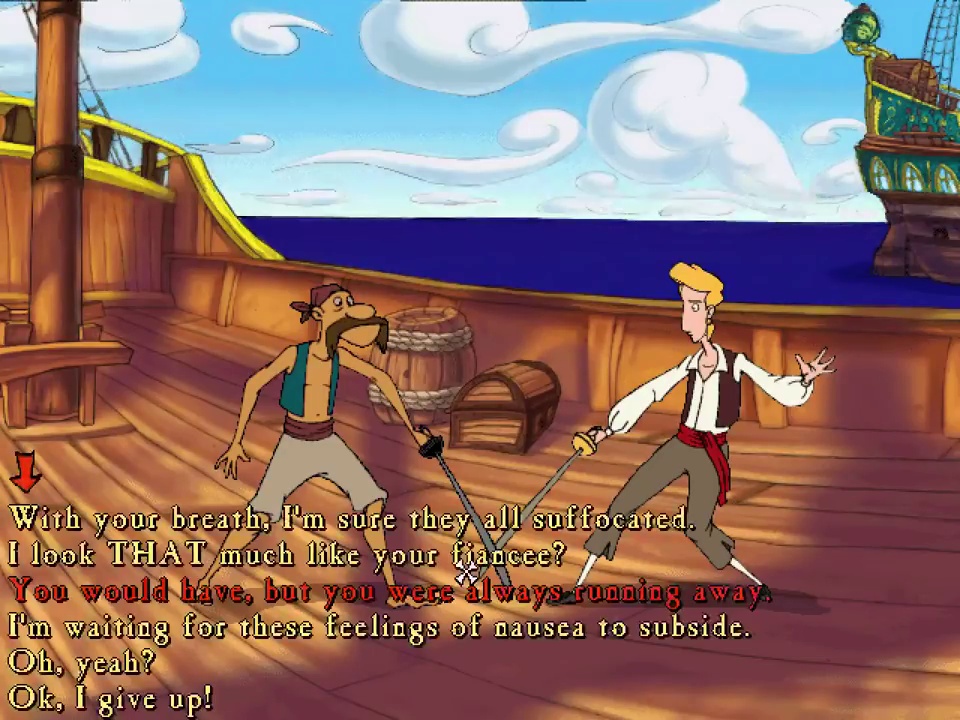 With your breath, I'm sure they all suffocated.
I look THAT much like your fiancee?
You would have, but you were always running away.
I'm waiting for these feelings of nausea to subside.
Oh, yeah?
Ok, I give up!